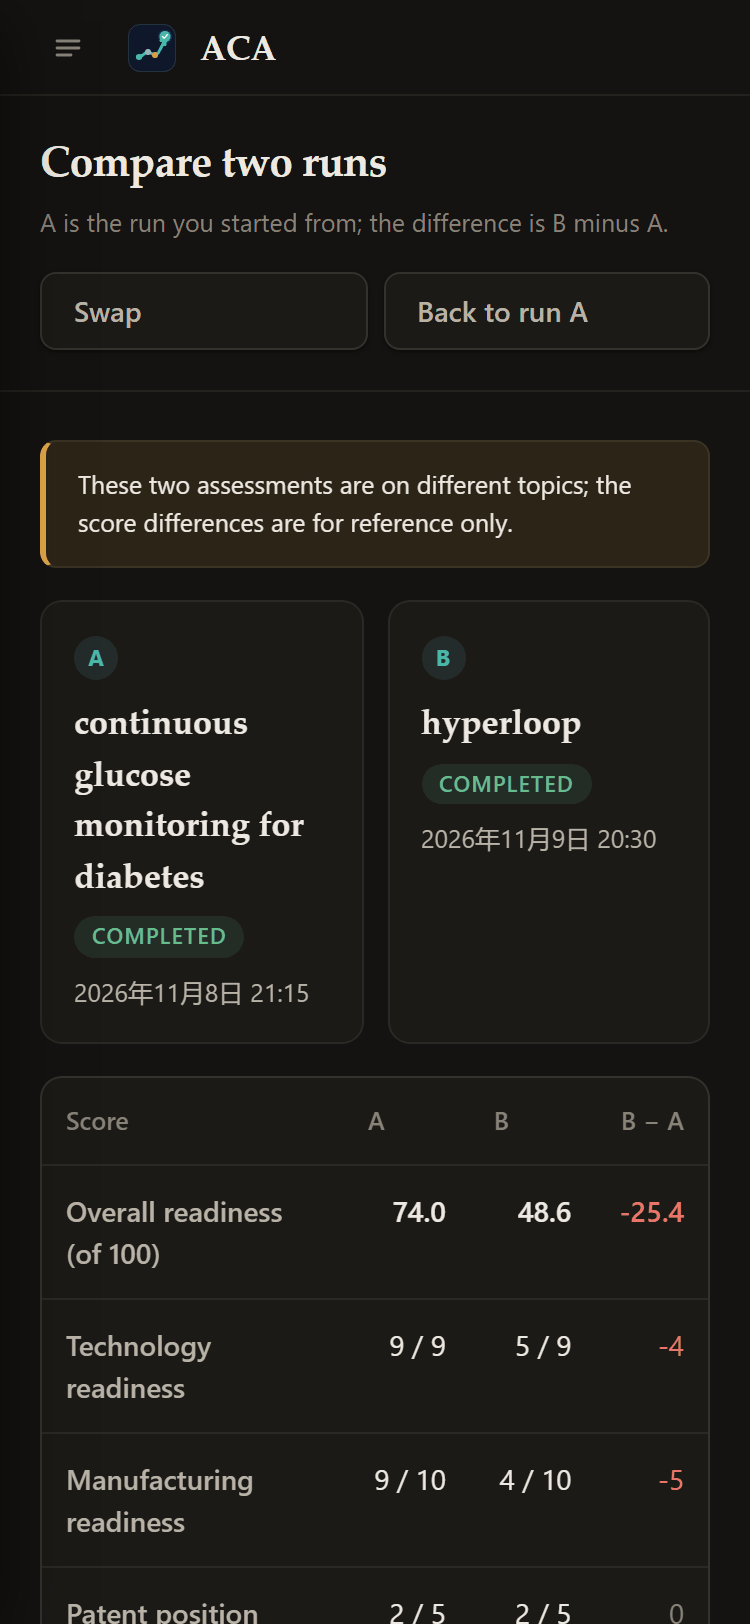 ACA
Compare two runs
A is the run you started from; the difference is B minus A.
Swap
Back to run A
These two assessments are on different topics; the
score differences are for reference only.
A
continuous
glucose
monitoring for
diabetes
COMPLETED
2026年11月8日 21:15
B
hyperloop
COMPLETED
2026年11月9日 20:30
Score A B B – A
Overall readiness 74.0 48.6 -25.4
(of 100)
Technology 9 / 9 5 / 9 -4
readiness
Manufacturing 9 / 10 4 / 10 -5
readiness
Patent position 2 / 5 2 / 5 0